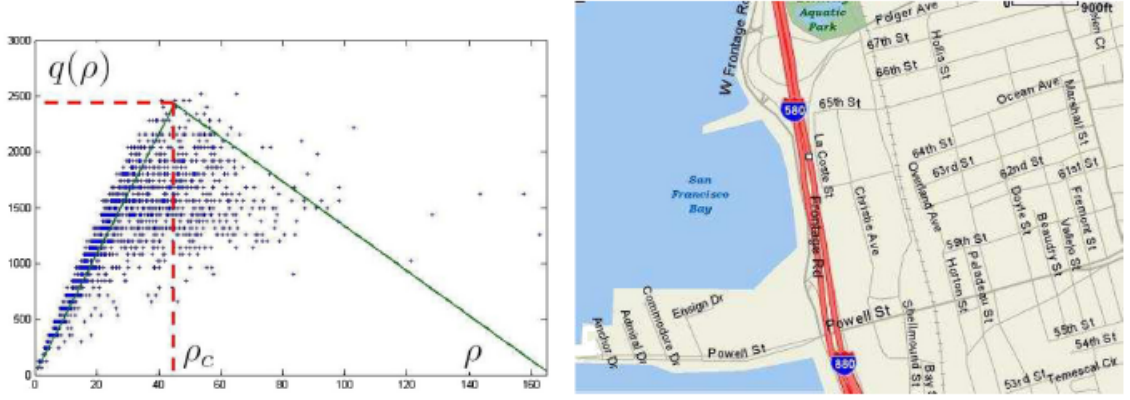 3000
q(ρ)
2500
2000
1500
1000
500
0
0
20
40
60
80
100
120
140
160
ρc
ρ
Aquatic
Park
900ft
W Frontage Rd
Folger Ave
67th St
66th St
Hollis St
65th St
Ocean Ave
Marshall St
580
La Coste St
64th St
63rd St
62nd St
61st St
San
Francisco
Bay
Frontage Rd
Christie Ave
Overland Ave
Doyle St
Beaudry St
Vallejo St
Fremont St
59th St
Horton St
Peladeau St
Shellmound St
Bay St
Powell St
Ensign Dr
Commodore Dr
Admiral Dr
Anchor Dr
Powell St
880
55th St
54th St
53rd St
Temescal Cir